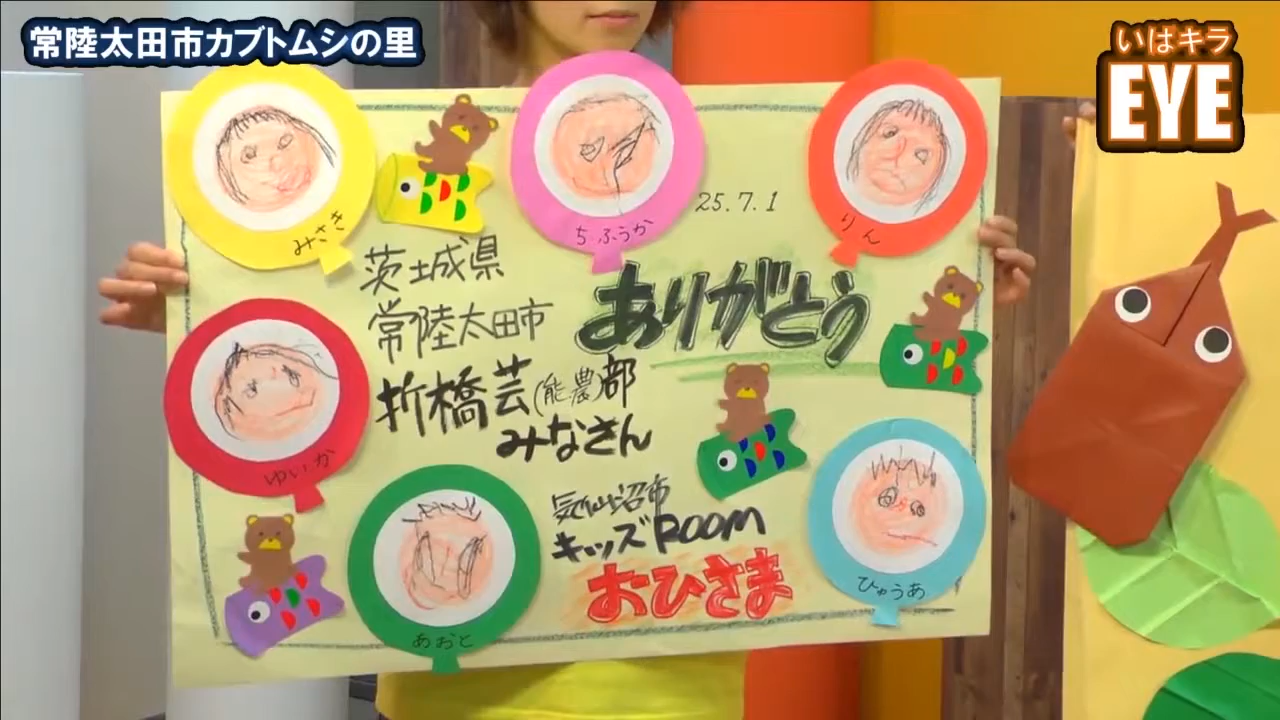 常陸太田市カブトムシの里
いはキラ
EYE
みさき
ちふうか
25.7.1
りん
茨城県
常陸太田市
折橋芸(能農)部
みなさん
ありがとう
ゆいか
あおと
気仙沼市
キッズROOM
おひさま
ひゅうあ